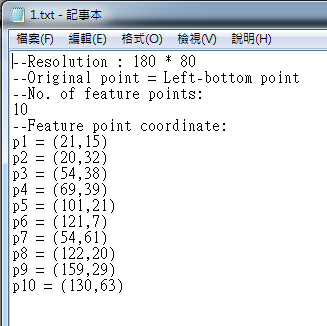 1.txt - 記事本
檔案(F) 編輯(E) 格式(O) 檢視(V) 說明(H)
--Resolution : 180 * 80
--Original point = Left-bottom point
--No. of feature points:
10
--Feature point coordinate:
p1 = (21,15)
p2 = (20,32)
p3 = (54,38)
p4 = (69,39)
p5 = (101,21)
p6 = (121,7)
p7 = (54,61)
p8 = (122,20)
p9 = (159,29)
p10 = (130,63)